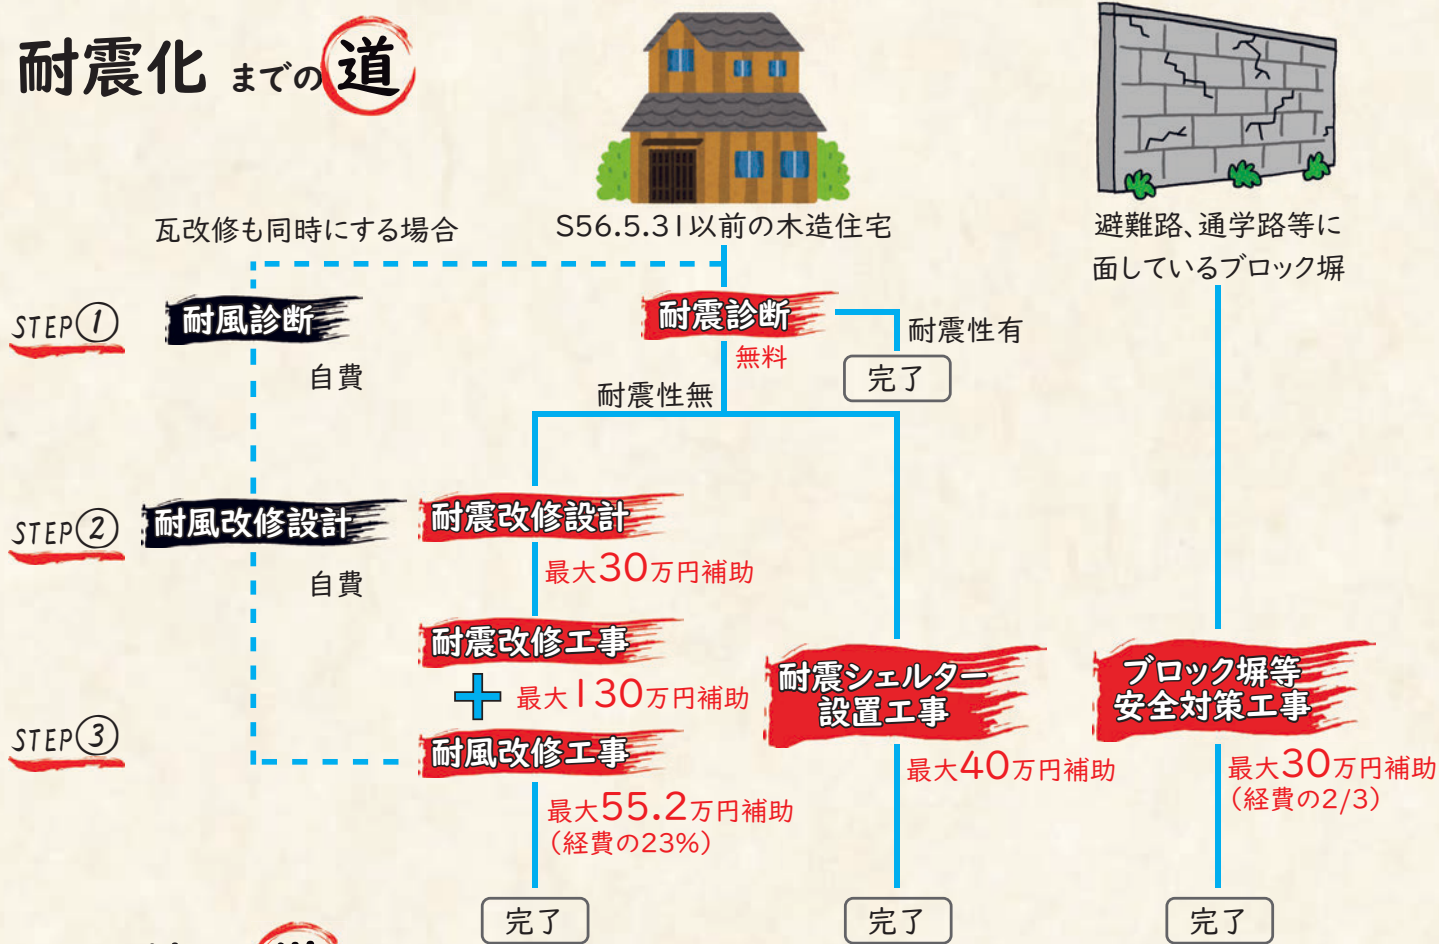 耐震化 までの 道
瓦改修も同時にする場合
S56.5.31以前の木造住宅
避難路、通学路等に
面しているブロック塀
STEP①
耐風診断
自費
耐震診断
無料
耐震性有
完了
耐震性無
STEP②
耐風改修設計
自費
耐震改修設計
最大30万円補助
STEP③
耐震改修工事
+ 最大130万円補助
耐風改修工事
最大55.2万円補助
(経費の23%)
完了
耐震シェルター
設置工事
最大40万円補助
完了
ブロック塀等
安全対策工事
最大30万円補助
(経費の2/3)
完了